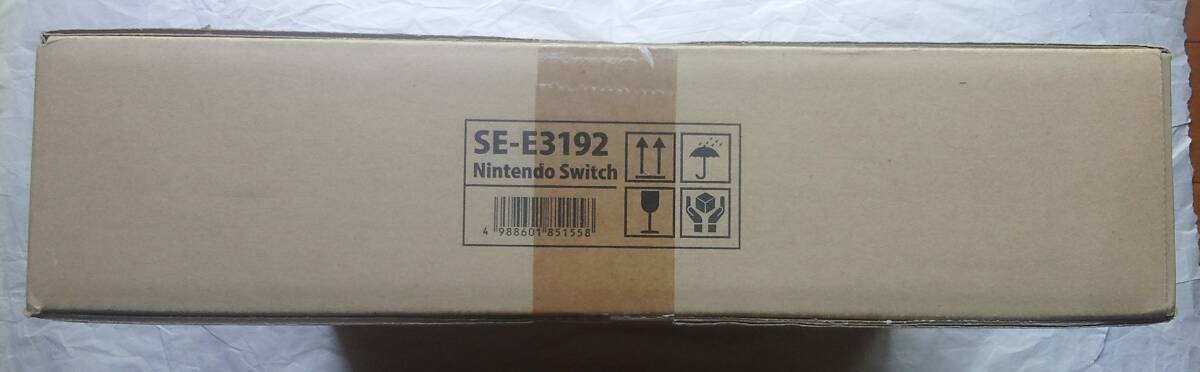 SE-E3192
Nintendo Switch
4 988601 851558